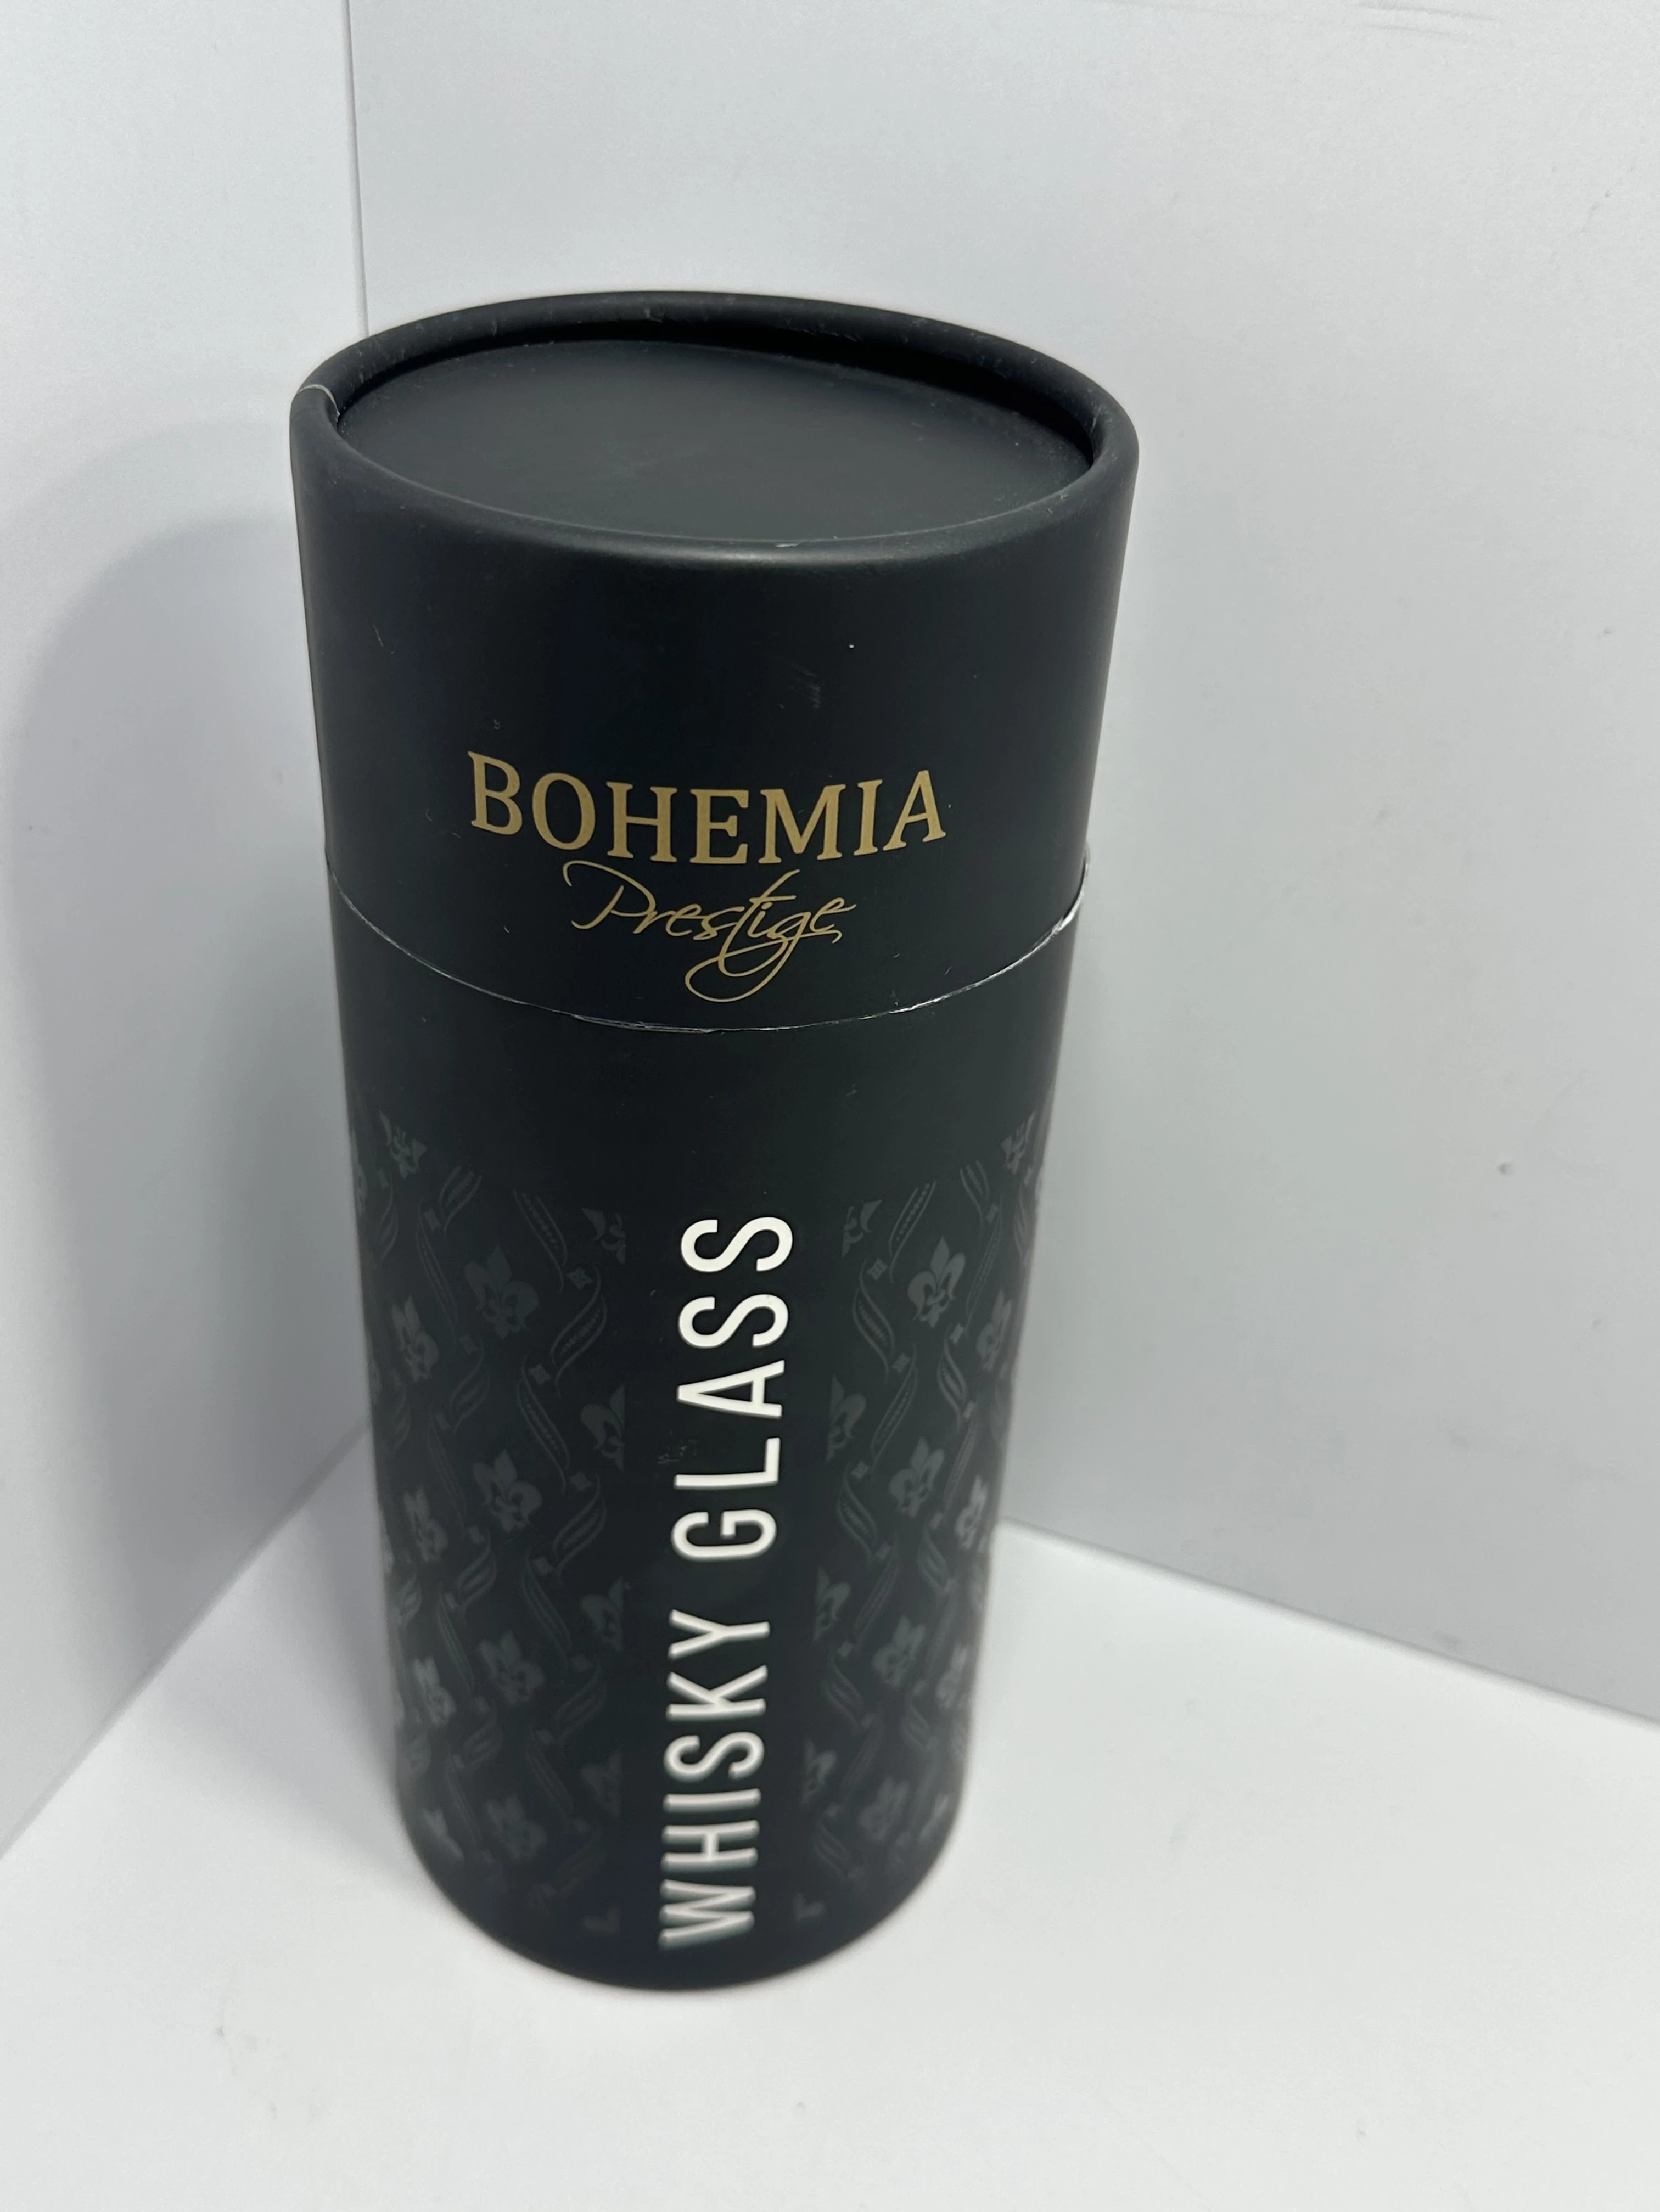 BOHEMIA
Prestige
WHISKY GLASS